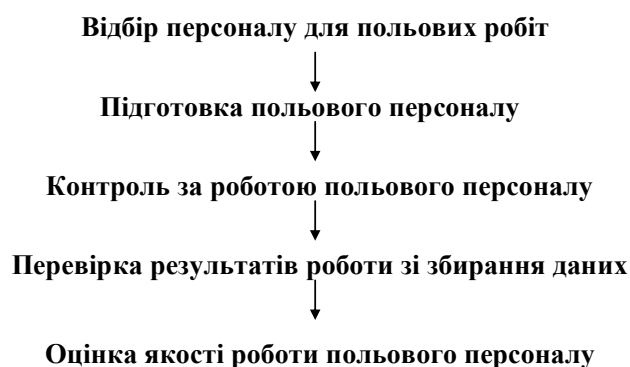 Відбір персоналу для польових робіт
Підготовка польового персоналу
Контроль за роботою польового персоналу
Перевірка результатів роботи зі збирання даних
Оцінка якості роботи польового персоналу